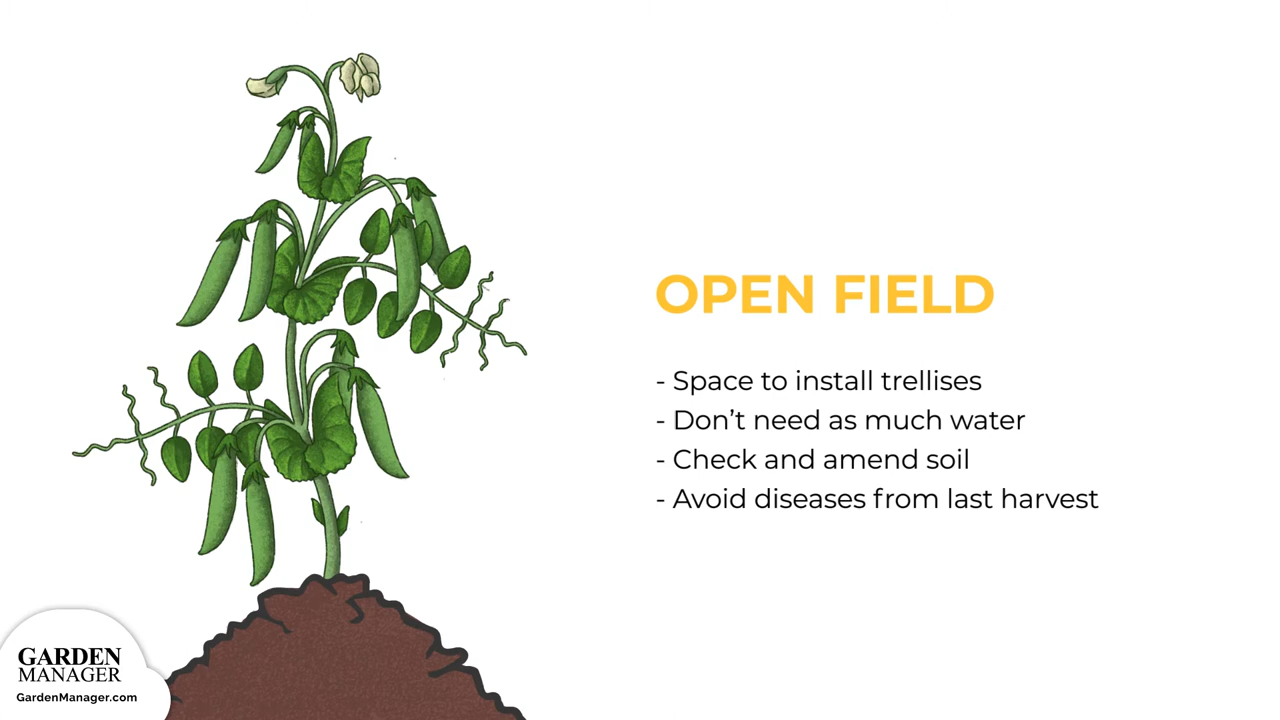 OPEN FIELD
- Space to install trellises
- Don’t need as much water
- Check and amend soil
- Avoid diseases from last harvest
GARDEN
MANAGER
GardenManager.com